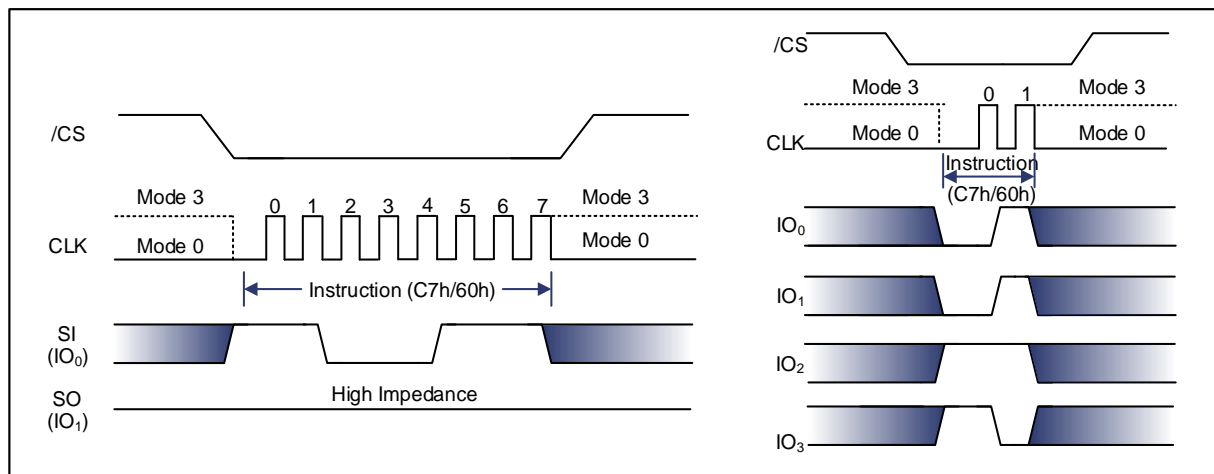 /CS
Mode 3
Mode 3
CLK
Mode 0
Mode 0
0 1 2 3 4 5 6 7
Instruction (C7h/60h)
SI
(IO0)
High Impedance
SO
(IO1)
/CS
Mode 3
0 1
Mode 3
CLK
Mode 0
Mode 0
Instruction
(C7h/60h)
IO0
IO1
IO2
IO3